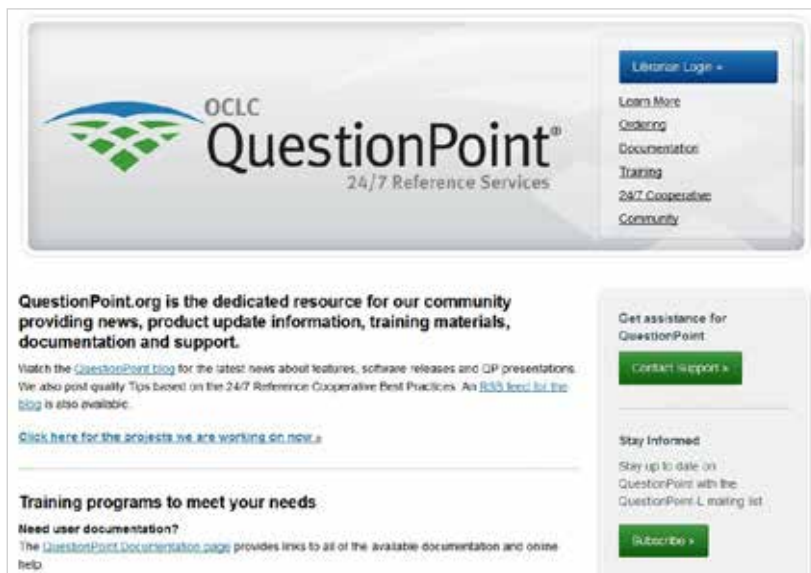 OCLC
QuestionPoint®
24/7 Reference Services
Librarian Login »
Learn More
Ordering
Documentation
Training
24/7 Cooperative
Community
QuestionPoint.org is the dedicated resource for our community
providing news, product update information, training materials,
documentation and support.
Watch the QuestionPoint blog for the latest news about features, software releases and QP presentations.
We also post quality Tips based on the 24/7 Reference Cooperative Best Practices. An RSS feed for the
blog is also available.
Click here for the projects we are working on now »
Training programs to meet your needs
Need user documentation?
The QuestionPoint Documentation page provides links to all of the available documentation and online
help
Get assistance for
QuestionPoint
Contact Support »
Stay Informed
Stay up to date on
QuestionPoint with the
QuestionPoint-L mailing list
Subscribe »